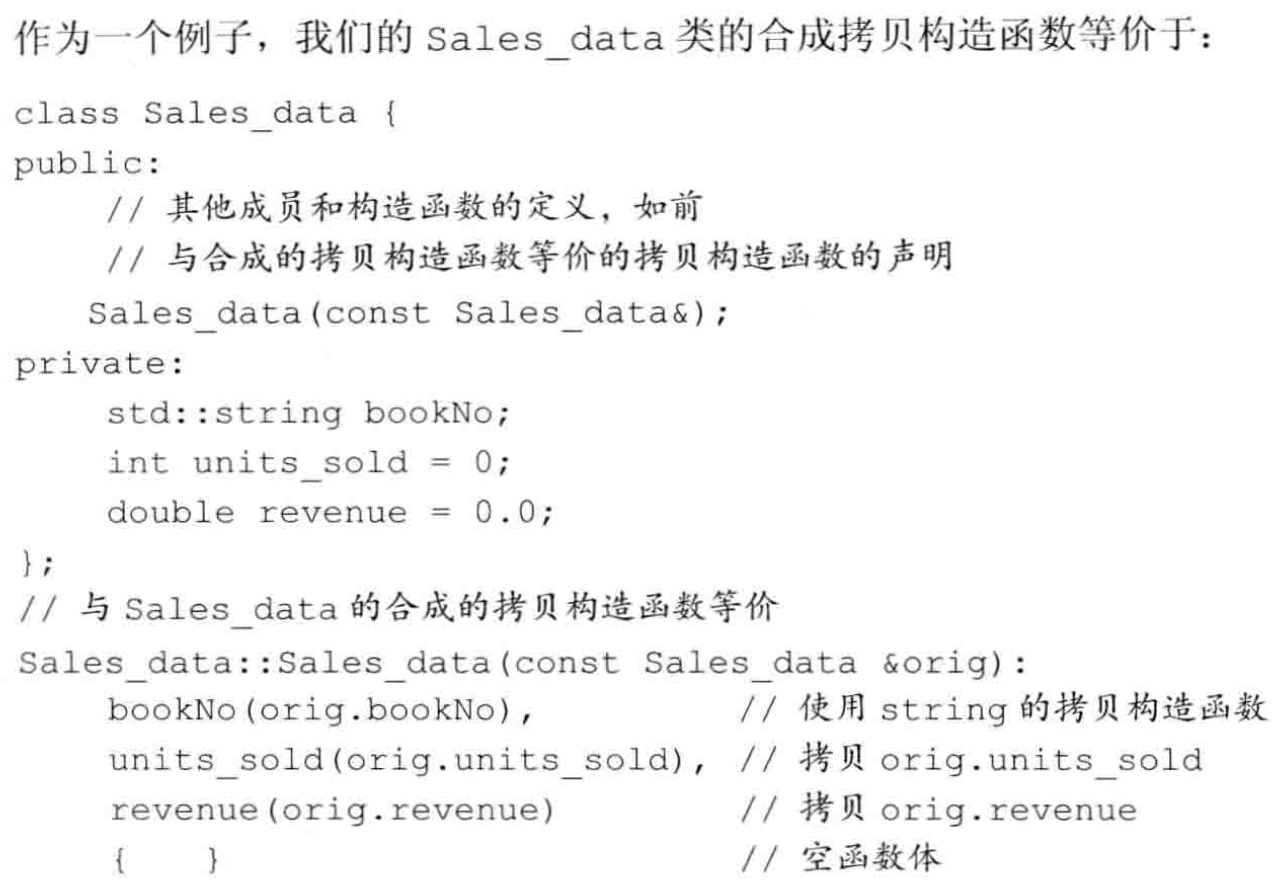 作为一个例子，我们的 Sales_data 类的合成拷贝构造函数等价于：
class Sales_data {
public:
    // 其他成员和构造函数的定义，如前
    // 与合成的拷贝构造函数等价的拷贝构造函数的声明
    Sales_data(const Sales_data&);
private:
    std::string bookNo;
    int units_sold = 0;
    double revenue = 0.0;
};
// 与 Sales_data 的合成的拷贝构造函数等价
Sales_data::Sales_data(const Sales_data &orig):
    bookNo(orig.bookNo),         // 使用 string 的拷贝构造函数
    units_sold(orig.units_sold), // 拷贝 orig.units_sold
    revenue(orig.revenue)        // 拷贝 orig.revenue
    {    }                       // 空函数体